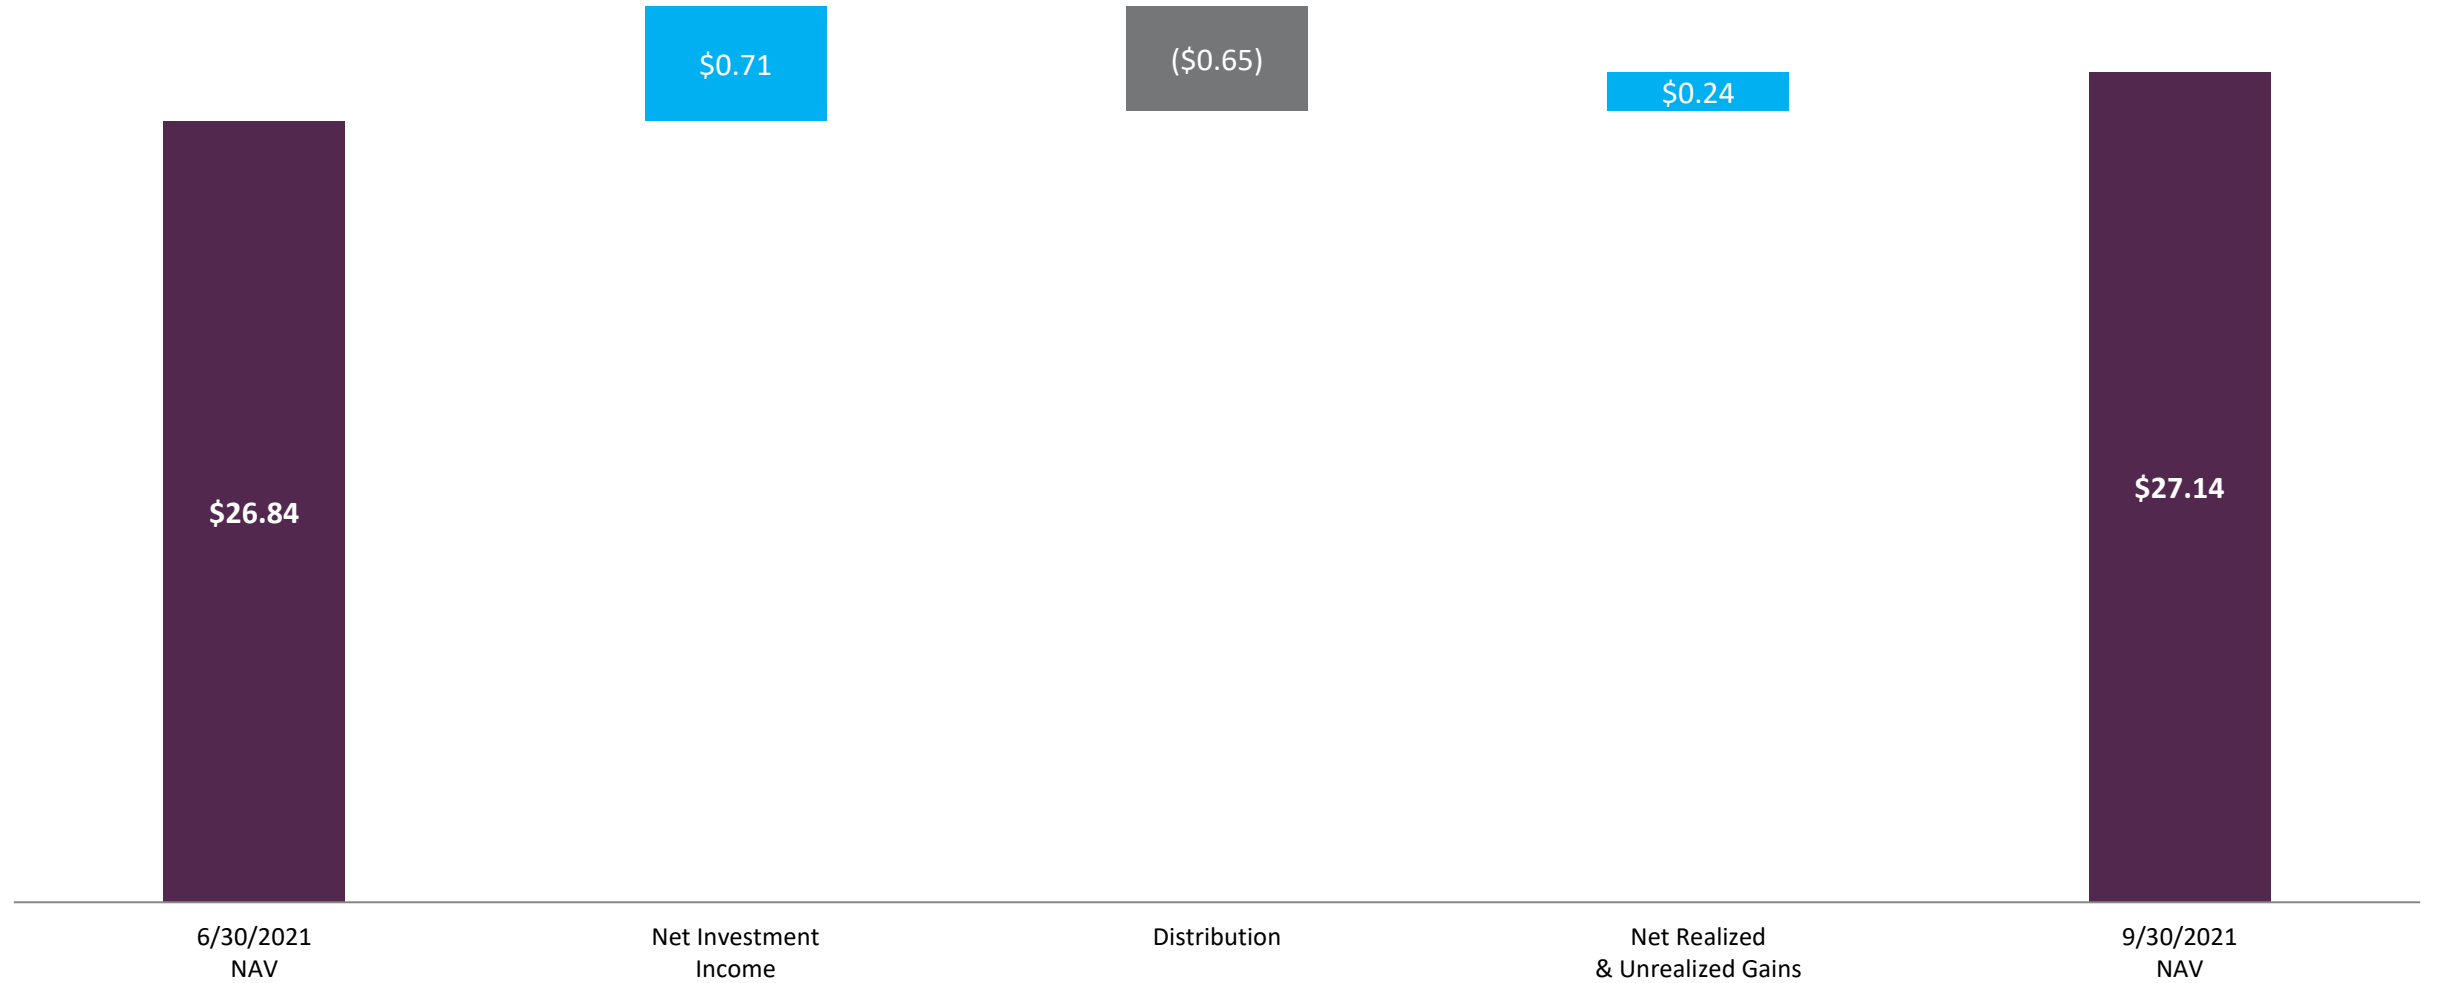 $0.71
($0.65)
$0.24
$26.84
$27.14
6/30/2021
NAV
Net Investment
Income
Distribution
Net Realized
& Unrealized Gains
9/30/2021
NAV